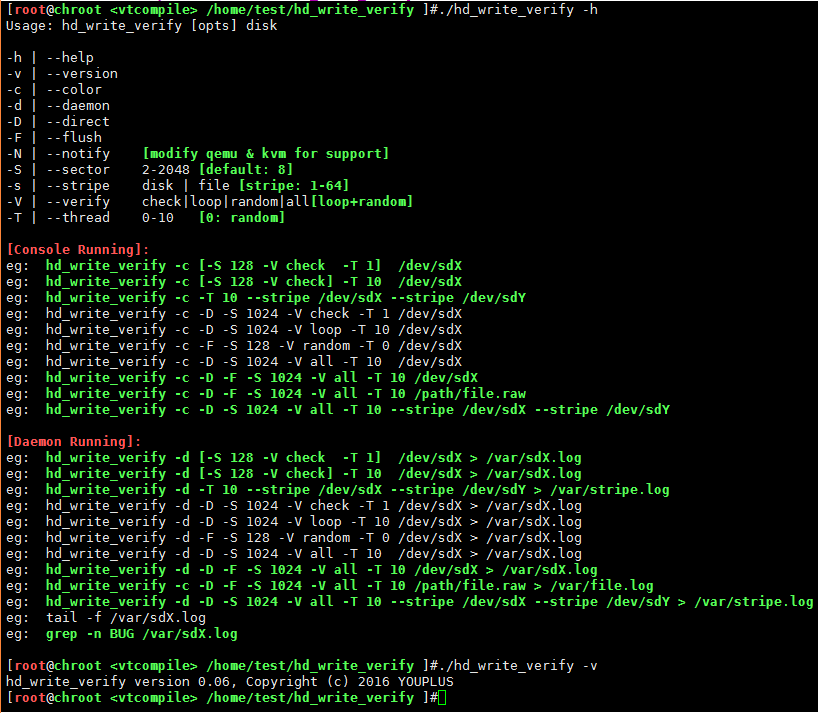 [root@chroot <vtcompile> /home/test/hd_write_verify ]#./hd_write_verify -h
Usage: hd_write_verify [opts] disk

-h | --help
-v | --version
-c | --color
-d | --daemon
-D | --direct
-F | --flush
-N | --notify    [modify qemu & kvm for support]
-S | --sector    2-2048 [default: 8]
-s | --stripe    disk | file [stripe: 1-64]
-V | --verify    check|loop|random|all[loop+random]
-T | --thread    0-10   [0: random]

[Console Running]:
eg:  hd_write_verify -c [-S 128 -V check  -T 1]  /dev/sdX
eg:  hd_write_verify -c [-S 128 -V check] -T 10  /dev/sdX
eg:  hd_write_verify -c -T 10 --stripe /dev/sdX --stripe /dev/sdY
eg:  hd_write_verify -c -D -S 1024 -V check -T 1 /dev/sdX
eg:  hd_write_verify -c -D -S 1024 -V loop -T 10 /dev/sdX
eg:  hd_write_verify -c -F -S 128 -V random -T 0 /dev/sdX
eg:  hd_write_verify -c -D -S 1024 -V all -T 10  /dev/sdX
eg:  hd_write_verify -c -D -F -S 1024 -V all -T 10 /dev/sdX
eg:  hd_write_verify -c -D -F -S 1024 -V all -T 10 /path/file.raw
eg:  hd_write_verify -c -D -S 1024 -V all -T 10 --stripe /dev/sdX --stripe /dev/sdY

[Daemon Running]:
eg:  hd_write_verify -d [-S 128 -V check  -T 1]  /dev/sdX > /var/sdX.log
eg:  hd_write_verify -d [-S 128 -V check] -T 10  /dev/sdX > /var/sdX.log
eg:  hd_write_verify -d -T 10 --stripe /dev/sdX --stripe /dev/sdY > /var/stripe.log
eg:  hd_write_verify -d -D -S 1024 -V check -T 1 /dev/sdX > /var/sdX.log
eg:  hd_write_verify -d -D -S 1024 -V loop -T 10 /dev/sdX > /var/sdX.log
eg:  hd_write_verify -d -F -S 128 -V random -T 0 /dev/sdX > /var/sdX.log
eg:  hd_write_verify -d -D -S 1024 -V all -T 10  /dev/sdX > /var/sdX.log
eg:  hd_write_verify -d -D -F -S 1024 -V all -T 10 /dev/sdX > /var/sdX.log
eg:  hd_write_verify -c -D -F -S 1024 -V all -T 10 /path/file.raw > /var/file.log
eg:  hd_write_verify -d -D -S 1024 -V all -T 10 --stripe /dev/sdX --stripe /dev/sdY > /var/stripe.log
eg:  tail -f /var/sdX.log
eg:  grep -n BUG /var/sdX.log

[root@chroot <vtcompile> /home/test/hd_write_verify ]#./hd_write_verify -v
hd_write_verify version 0.06, Copyright (c) 2016 YOUPLUS
[root@chroot <vtcompile> /home/test/hd_write_verify ]#